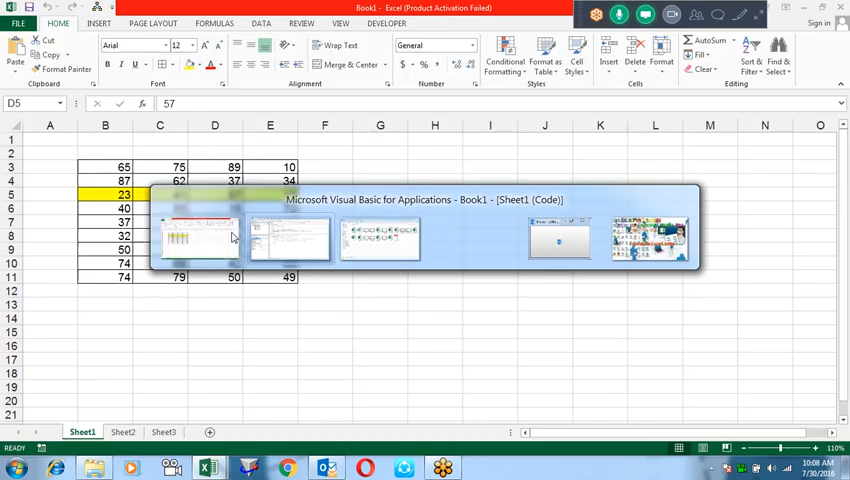 Book1 - Excel (Product Activation Failed)
Sign in
FILE HOME INSERT PAGE LAYOUT FORMULAS DATA REVIEW VIEW DEVELOPER
Cut
Copy
Format Painter
Paste
Clipboard
Arial 12
B I U
Font
Wrap Text
Merge & Center
Alignment
General
$ % ,
Number
Conditional Formatting
Format as Table
Cell Styles
Styles
Insert Delete Format
Cells
AutoSum
Fill
Clear
Sort & Filter
Find & Select
Editing
D5 fx 57
A B C D E F G H I J K L M N O
1
2
3 65 75 89 10
4 87 62 37 34
5 23
Microsoft Visual Basic for Applications - Book1 - [Sheet1 (Code)]
6 40
7 37
8 32
9 50
10 74
11 74 79 50 49
12
13
14
15
16
17
18
19
20
21
Sheet1 Sheet2 Sheet3
READY 110%
10:08 AM
7/30/2016